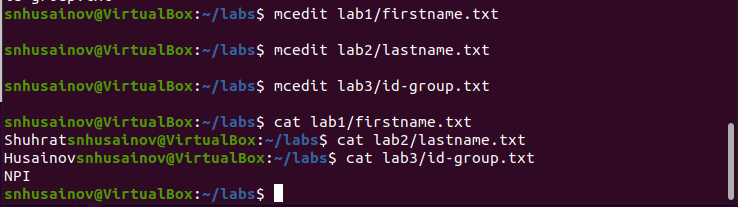 snhusainov@VirtualBox:~/labs$ mcedit lab1/firstname.txt
snhusainov@VirtualBox:~/labs$ mcedit lab2/lastname.txt
snhusainov@VirtualBox:~/labs$ mcedit lab3/id-group.txt
snhusainov@VirtualBox:~/labs$ cat lab1/firstname.txt
Shuhratsnhusainov@VirtualBox:~/labs$ cat lab2/lastname.txt
Husainovsnhusainov@VirtualBox:~/labs$ cat lab3/id-group.txt
NPI
snhusainov@VirtualBox:~/labs$